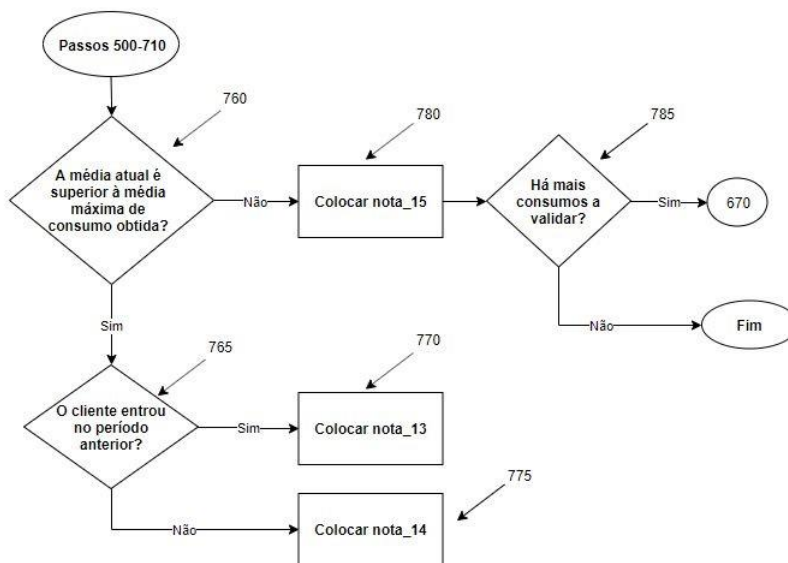 Passos 500-710
760
A média atual é
superior à média
máxima de
consumo obtida?
Não
780
Colocar nota_15
785
Há mais
consumos a
validar?
Sim
670
Não
Fim
Sim
765
O cliente entrou
no período
anterior?
Sim
770
Colocar nota_13
Não
775
Colocar nota_14